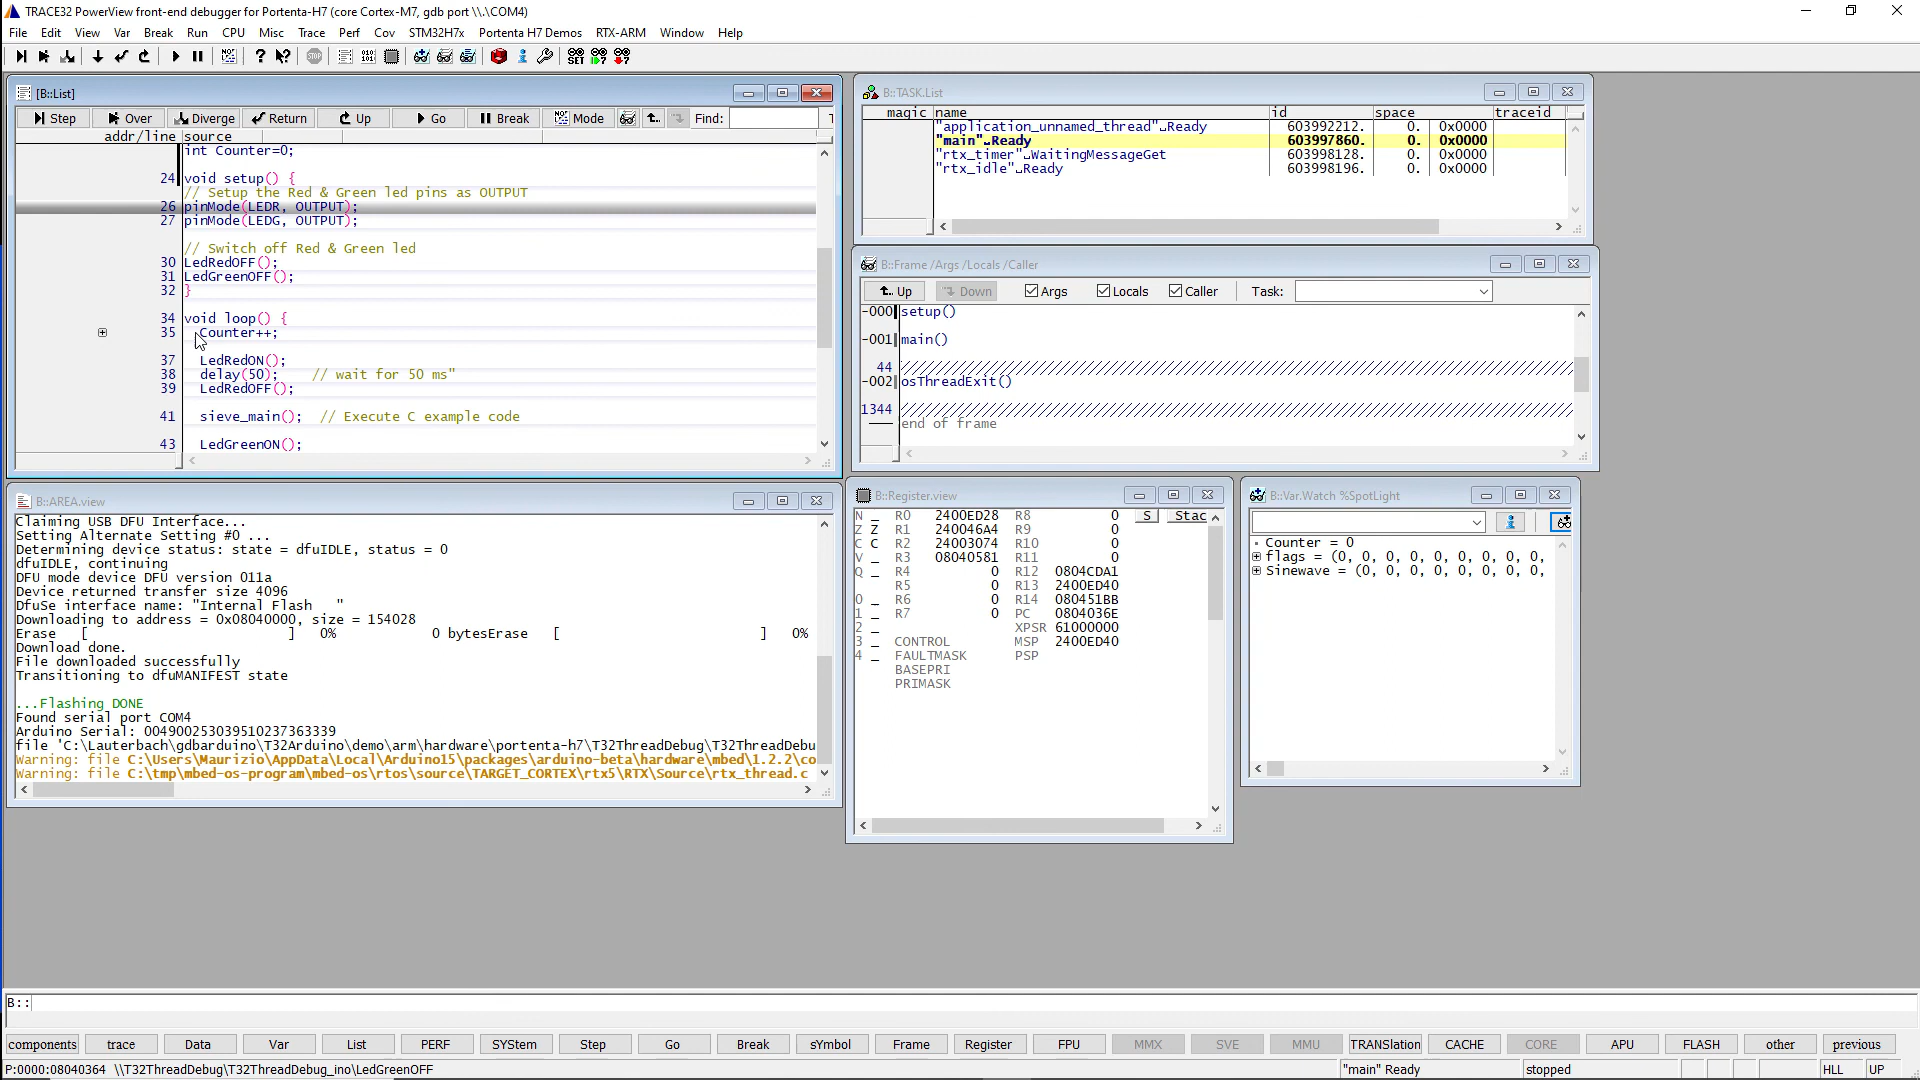 TRACE32 PowerView front-end debugger for Portenta-H7 (core Cortex-M7, gdb port \\.\COM4)
File Edit View Var Break Run CPU Misc Trace Perf Cov STM32H7x Portenta H7 Demos RTX-ARM Window Help
[B::List]
Step Over Diverge Return Up Go Break Mode Find:
addr/line source
int Counter=0;
24 void setup() {
// Setup the Red & Green led pins as OUTPUT
26 pinMode(LEDR, OUTPUT);
27 pinMode(LEDG, OUTPUT);
// Switch off Red & Green led
30 LedRedOFF();
31 LedGreenOFF();
32 }
34 void loop() {
35 Counter++;
37 LedRedON();
38 delay(50); // wait for 50 ms"
39 LedRedOFF();
41 sieve_main(); // Execute C example code
43 LedGreenON();
B::TASK.List
magic name id space traceid
"application_unnamed_thread"␣Ready 603992212. 0. 0x0000
"main"␣Ready 603997860. 0. 0x0000
"rtx_timer"␣WaitingMessageGet 603998128. 0. 0x0000
"rtx_idle"␣Ready 603998196. 0. 0x0000
B::Frame /Args /Locals /Caller
Up Down Args Locals Caller Task:
-000 setup()
-001 main()
44
-002 osThreadExit()
1344
end of frame
B::AREA.view
Claiming USB DFU Interface...
Setting Alternate Setting #0 ...
Determining device status: state = dfuIDLE, status = 0
dfuIDLE, continuing
DFU mode device DFU version 011a
Device returned transfer size 4096
DfuSe interface name: "Internal Flash   "
Downloading to address = 0x08040000, size = 154028
Erase [ ] 0% 0 bytesErase [ ] 0%
Download done.
File downloaded successfully
Transitioning to dfuMANIFEST state
...Flashing DONE
Found serial port COM4
Arduino Serial: 004900253039510237363339
file 'C:\Lauterbach\gdbarduino\T32Arduino\demo\arm\hardware\portenta-h7\T32ThreadDebug\T32ThreadDebu
Warning: file C:\Users\Maurizio\AppData\Local\Arduino15\packages\arduino-beta\hardware\mbed\1.2.2\co
Warning: file C:\tmp\mbed-os-program\mbed-os\rtos\source\TARGET_CORTEX\rtx5\RTX\Source\rtx_thread.c
B::Register.view
N _ R0 2400ED28 R8 0 S Stac
Z Z R1 240046A4 R9 0
C C R2 24003074 R10 0
V _ R3 08040581 R11 0
Q _ R4 0 R12 0804CDA1
R5 0 R13 2400ED40
0 _ R6 0 R14 080451BB
1 _ R7 0 PC 0804036E
2 _ XPSR 61000000
3 _ CONTROL MSP 2400ED40
4 _ FAULTMASK PSP
BASEPRI
PRIMASK
B::Var.Watch %SpotLight
Counter = 0
flags = (0, 0, 0, 0, 0, 0, 0, 0, 0,
Sinewave = (0, 0, 0, 0, 0, 0, 0, 0,
B::
components trace Data Var List PERF SYStem Step Go Break sYmbol Frame Register FPU MMX SVE MMU TRANSlation CACHE CORE APU FLASH other previous
P:0000:08040364 \\T32ThreadDebug\T32ThreadDebug_ino\LedGreenOFF "main" Ready stopped HLL UP